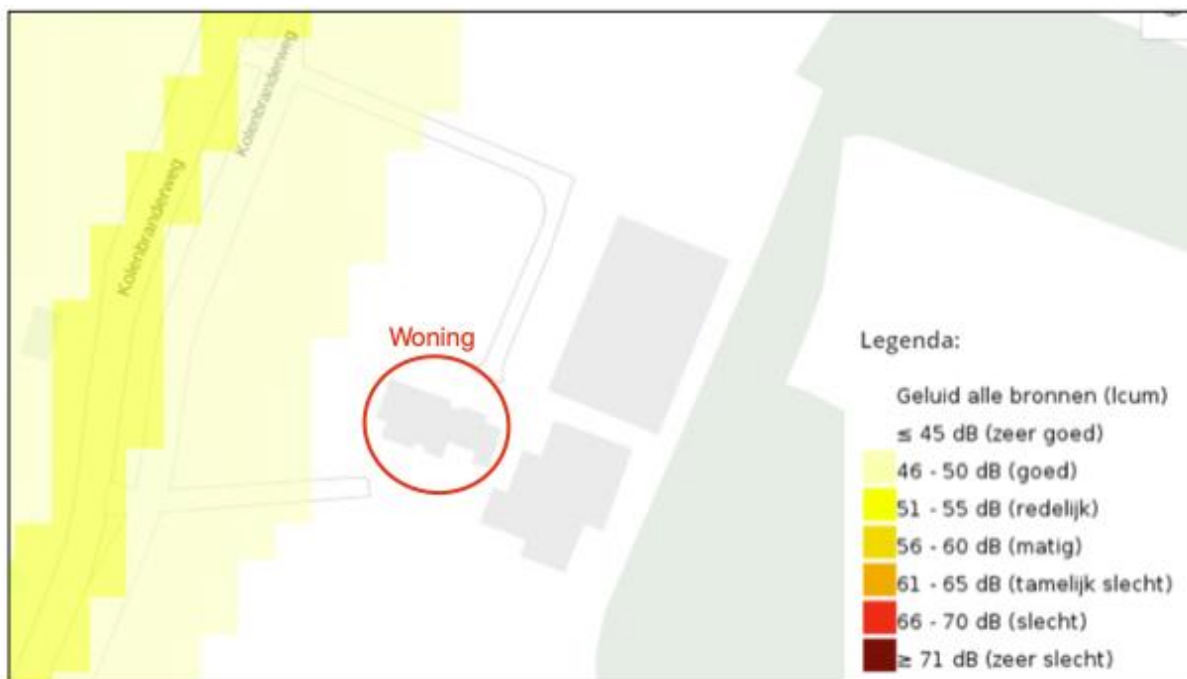 Kolenbranderweg
Kolenbranderweg
Woning
Legenda:
Geluid alle bronnen (lcum)
≤ 45 dB (zeer goed)
46 - 50 dB (goed)
51 - 55 dB (redelijk)
56 - 60 dB (matig)
61 - 65 dB (tamelijk slecht)
66 - 70 dB (slecht)
≥ 71 dB (zeer slecht)